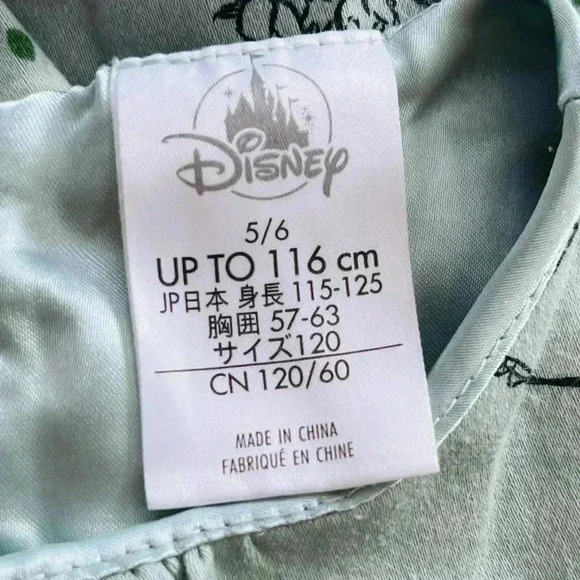 Disney
5/6
UP TO 116 cm
JP日本 身長 115-125
胸囲 57-63
サイズ120
CN 120/60
MADE IN CHINA
FABRIQUÉ EN CHINE